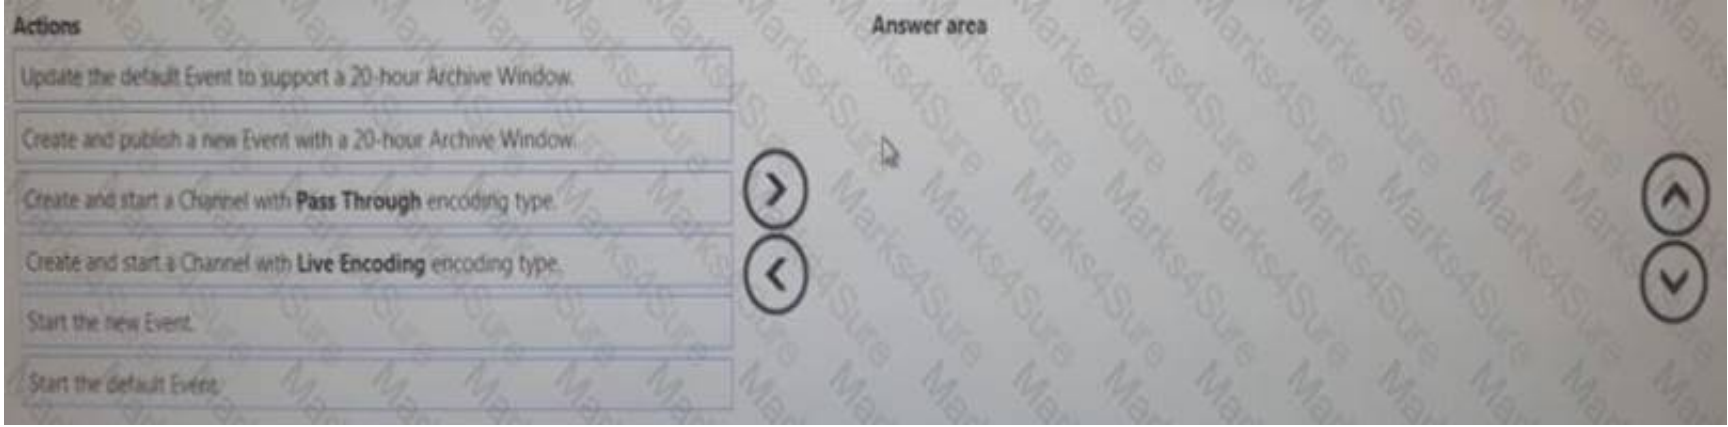 Actions
Answer area
Update the default Event to support a 20-hour Archive Window.
Create and publish a new Event with a 20-hour Archive Window.
Create and start a Channel with Pass Through encoding type.
Create and start a Channel with Live Encoding encoding type.
Start the new Event.
Start the default Event.
Marks4Sure